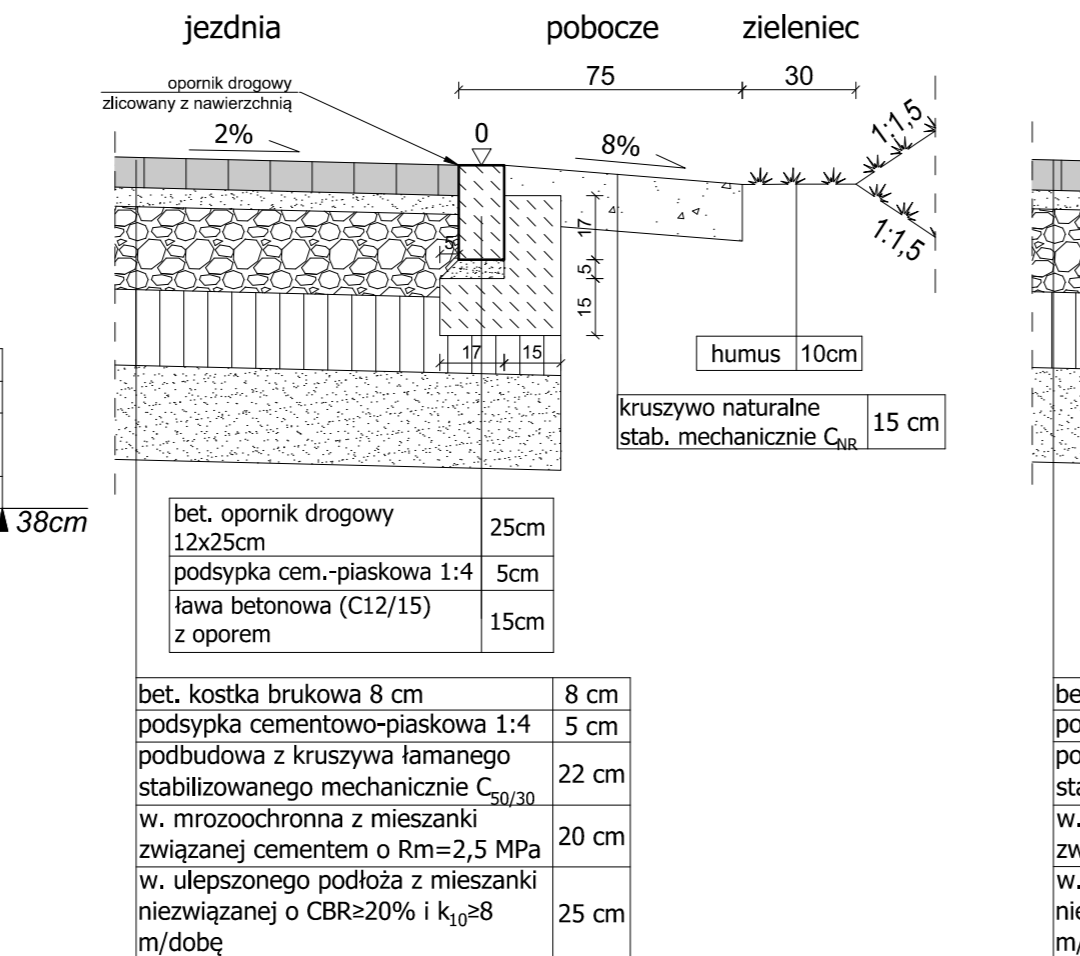 jezdnia pobocze zieleniec
75 30
opornik drogowy
zlicowany z nawierzchnią
2% 0 8% 1:1,5
1:1,5
5 17
5
15
17 15
humus 10cm
kruszywo naturalne
stab. mechanicznie CNR 15 cm
38cm
bet. opornik drogowy
12x25cm 25cm
podsypka cem.-piaskowa 1:4 5cm
ława betonowa (C12/15)
z oporem 15cm
bet. kostka brukowa 8 cm 8 cm
podsypka cementowo-piaskowa 1:4 5 cm
podbudowa z kruszywa łamanego
stabilizowanego mechanicznie C50/30 22 cm
w. mrozoochronna z mieszanki
związanej cementem o Rm=2,5 MPa 20 cm
w. ulepszonego podłoża z mieszanki
niezwiązanej o CBR≥20% i k10≥8 25 cm
m/dobę